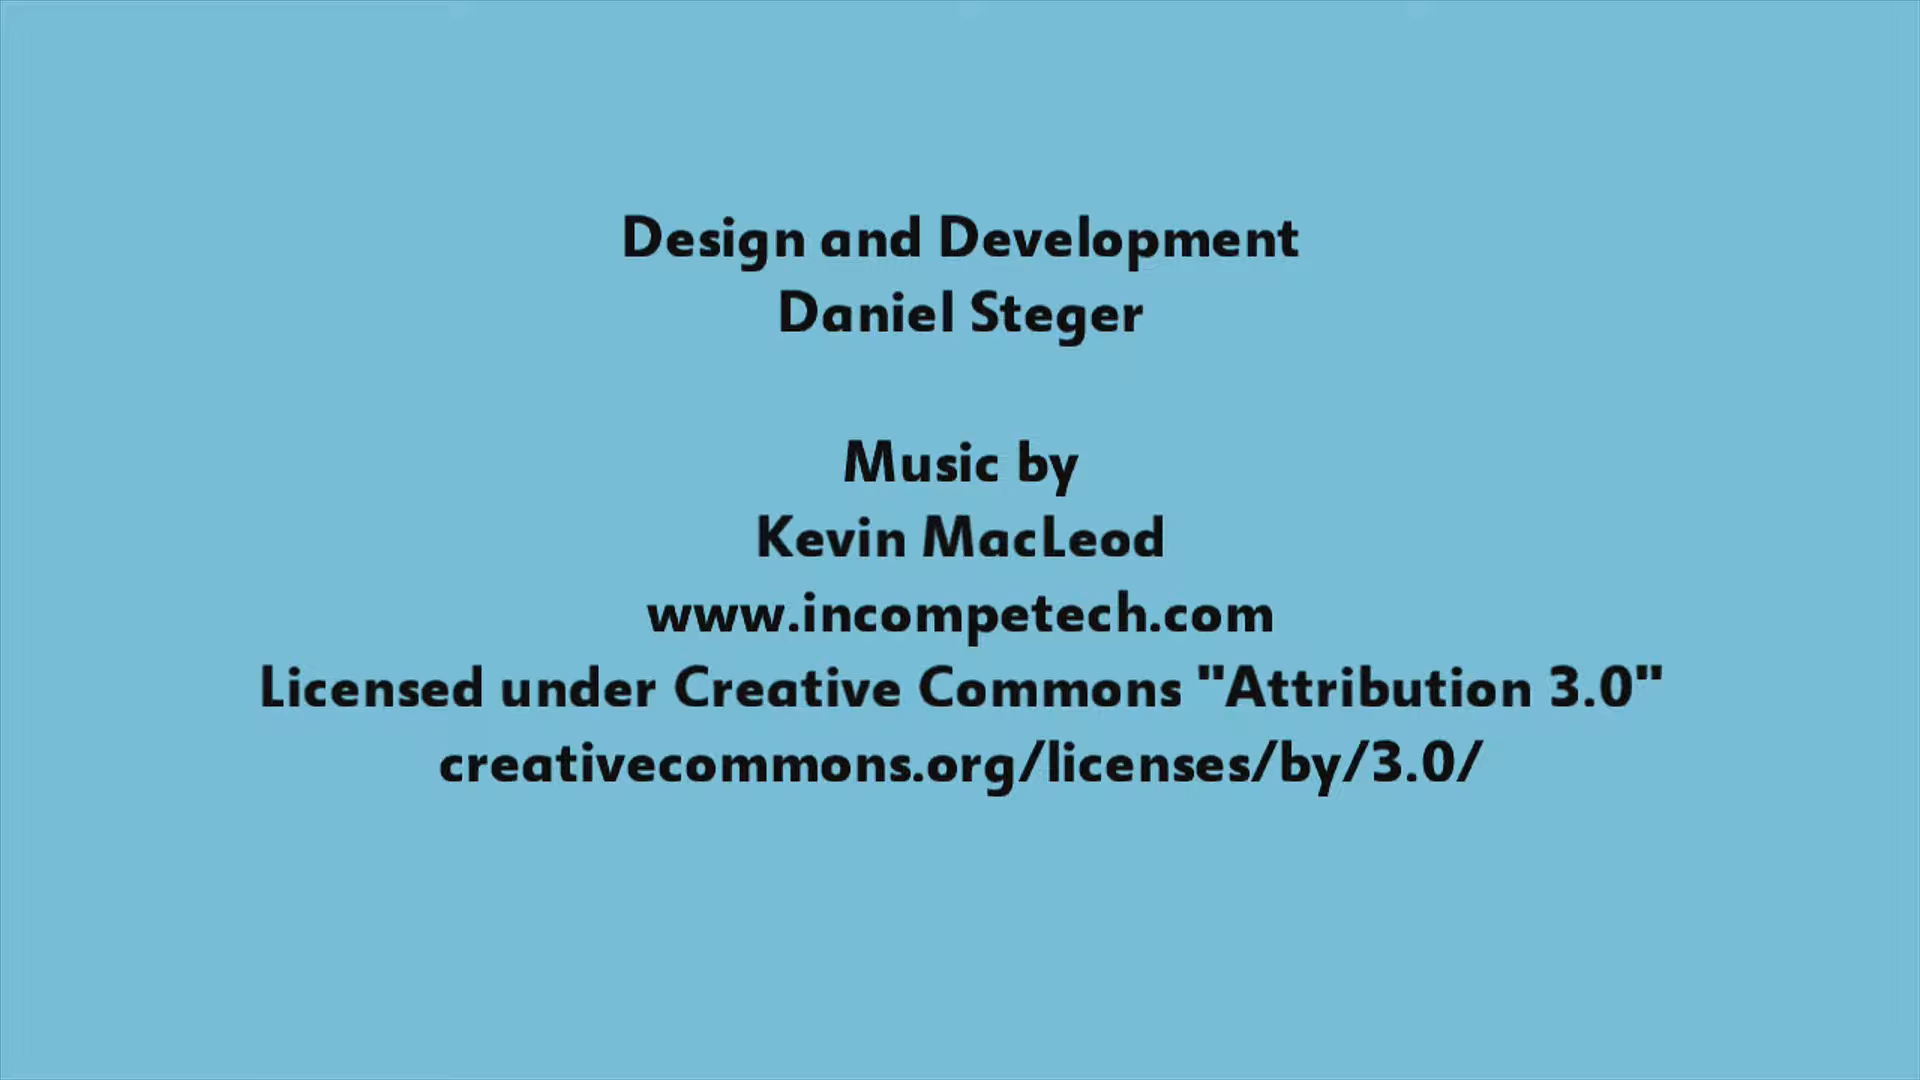 Design and Development
Daniel Steger
Music by
Kevin MacLeod
www.incompetech.com
Licensed under Creative Commons "Attribution 3.0"
creativecommons.org/licenses/by/3.0/